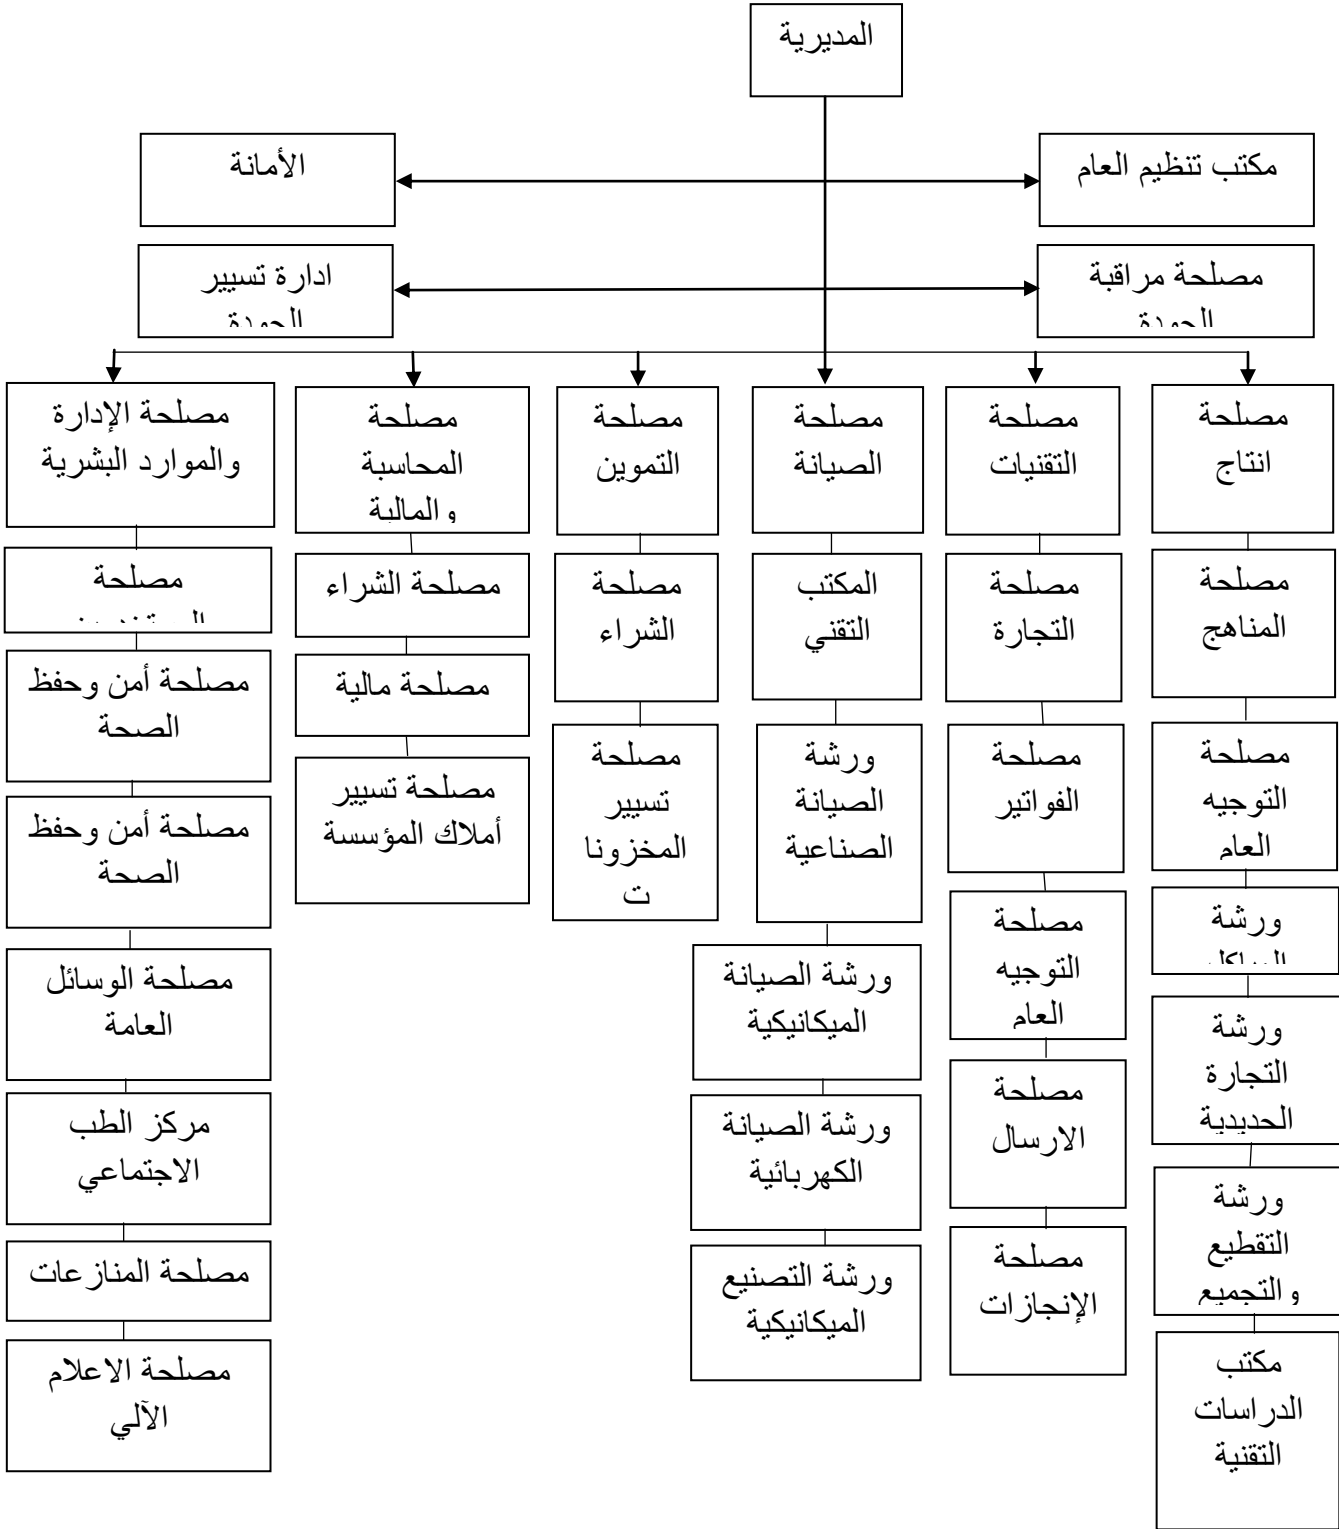 المديرية
مكتب تنظيم العام
الأمانة
مصلحة مراقبة
الجودة
ادارة تسيير
الجودة
مصلحة
انتاج
مصلحة
المناهج
مصلحة
التوجيه
العام
ورشة
ورشة
التجارة
الحديدية
ورشة
التقطيع
والتجميع
مكتب
الدراسات
التقنية
مصلحة
التقنيات
مصلحة
التجارة
مصلحة
الفواتير
مصلحة
التوجيه
العام
مصلحة
الارسال
مصلحة
الإنجازات
مصلحة
الصيانة
المكتب
التقني
ورشة
الصيانة
الصناعية
ورشة الصيانة
الميكانيكية
ورشة الصيانة
الكهربائية
ورشة التصنيع
الميكانيكية
مصلحة
التموين
مصلحة
الشراء
مصلحة
تسيير
المخزونا
ت
مصلحة
المحاسبة
والمالية
مصلحة الشراء
مصلحة مالية
مصلحة تسيير
أملاك المؤسسة
مصلحة الإدارة
والموارد البشرية
مصلحة
مصلحة أمن وحفظ
الصحة
مصلحة أمن وحفظ
الصحة
مصلحة الوسائل
العامة
مركز الطب
الاجتماعي
مصلحة المنازعات
مصلحة الاعلام
الآلي